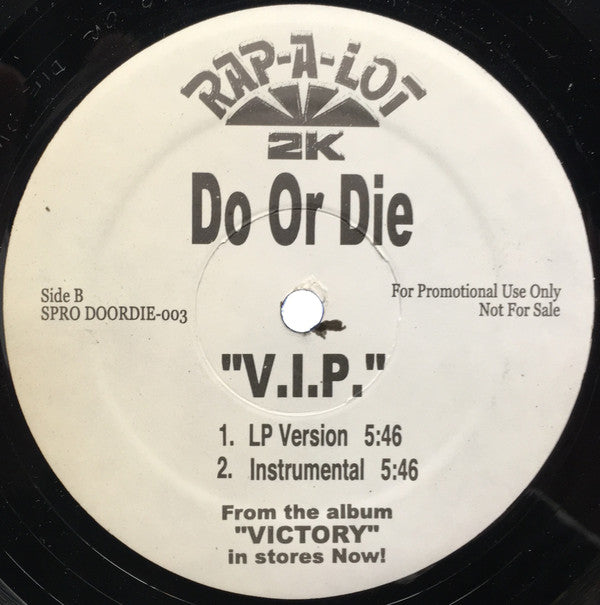 RAP-A-LOT
2K
Do Or Die
Side B
SPRO DOORDIE-003
For Promotional Use Only
Not For Sale
"V.I.P."
1. LP Version 5:46
2. Instrumental 5:46
From the album
"VICTORY"
in stores Now!